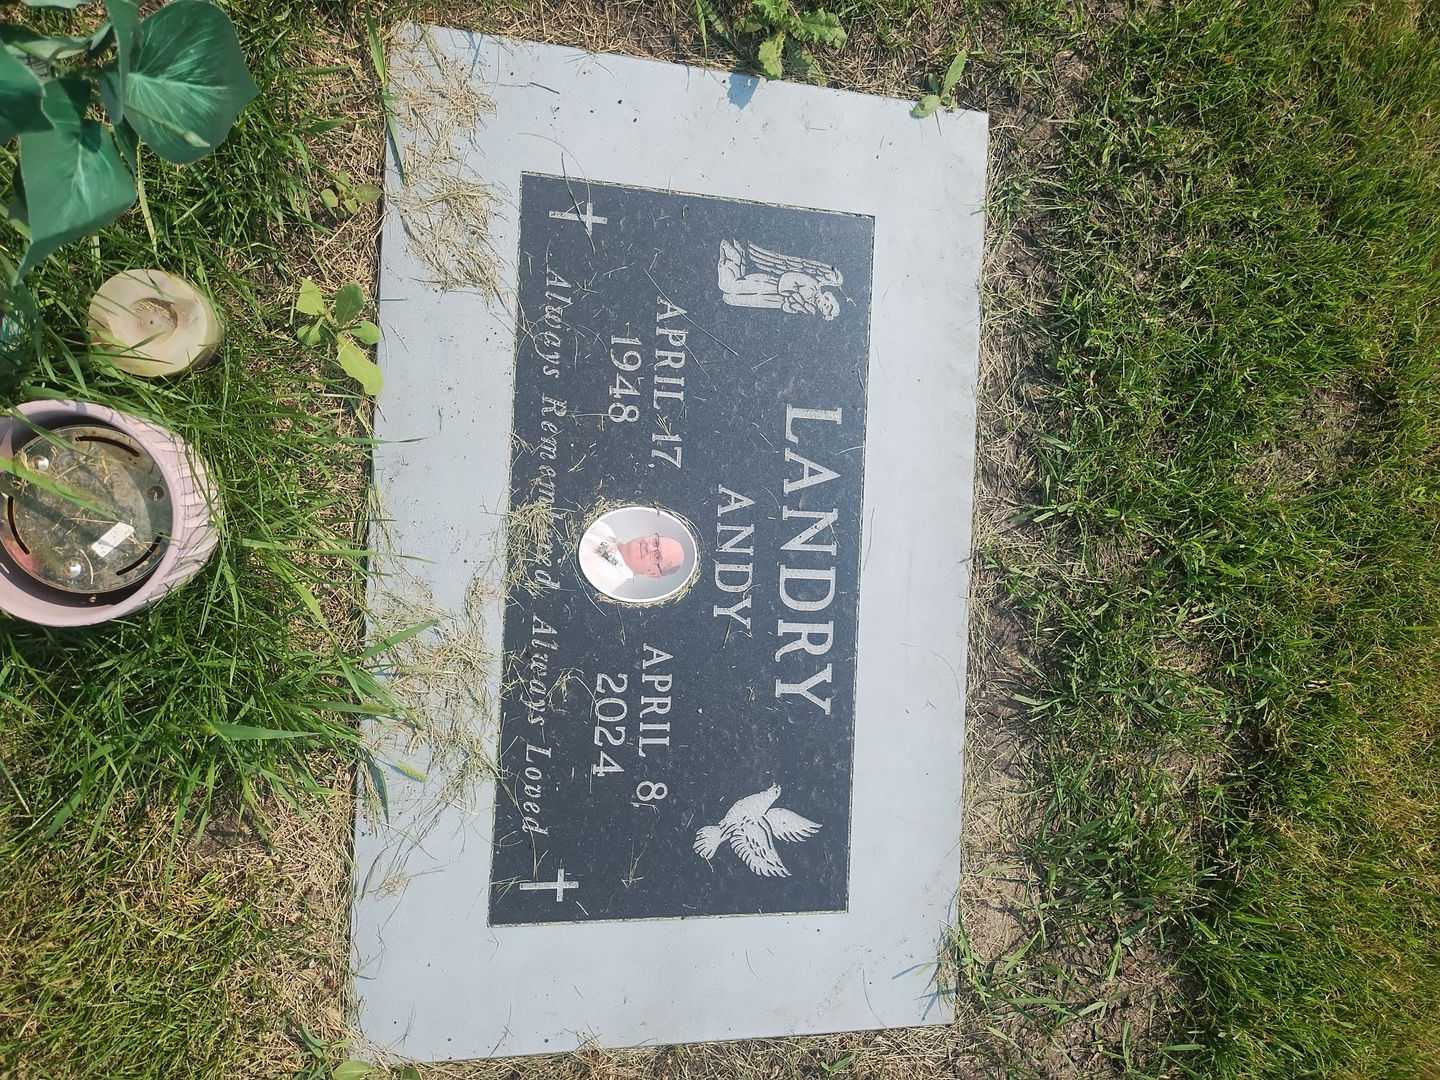 LANDRY
ANDY
APRIL 17,
1948
APRIL 8,
2024
Always Remembered Always Loved